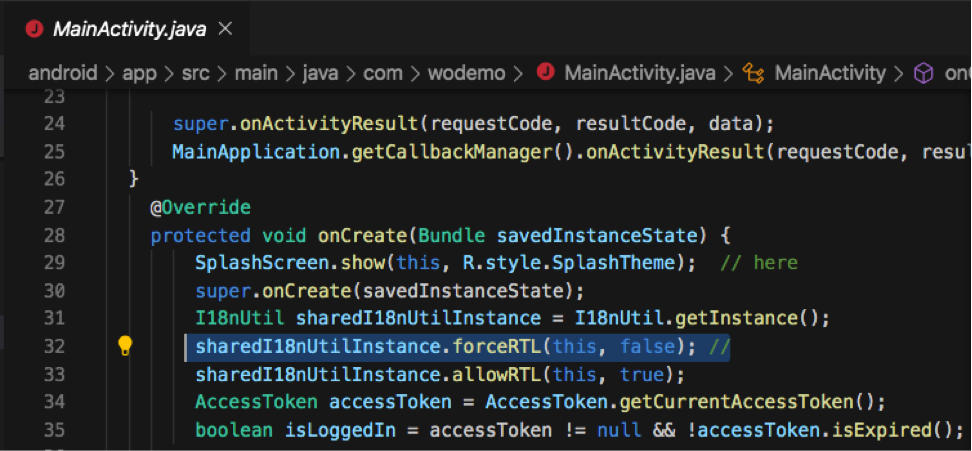 MainActivity.java ×
android > app > src > main > java > com > wodemo > MainActivity.java > MainActivity >
23
24 super.onActivityResult(requestCode, resultCode, data);
25 MainApplication.getCallbackManager().onActivityResult(requestCode,
26 }
27 @Override
28 protected void onCreate(Bundle savedInstanceState) {
29 SplashScreen.show(this, R.style.SplashTheme);  // here
30 super.onCreate(savedInstanceState);
31 I18nUtil sharedI18nUtilInstance = I18nUtil.getInstance();
32 sharedI18nUtilInstance.forceRTL(this, false); //
33 sharedI18nUtilInstance.allowRTL(this, true);
34 AccessToken accessToken = AccessToken.getCurrentAccessToken();
35 boolean isLoggedIn = accessToken != null && !accessToken.isExpired();